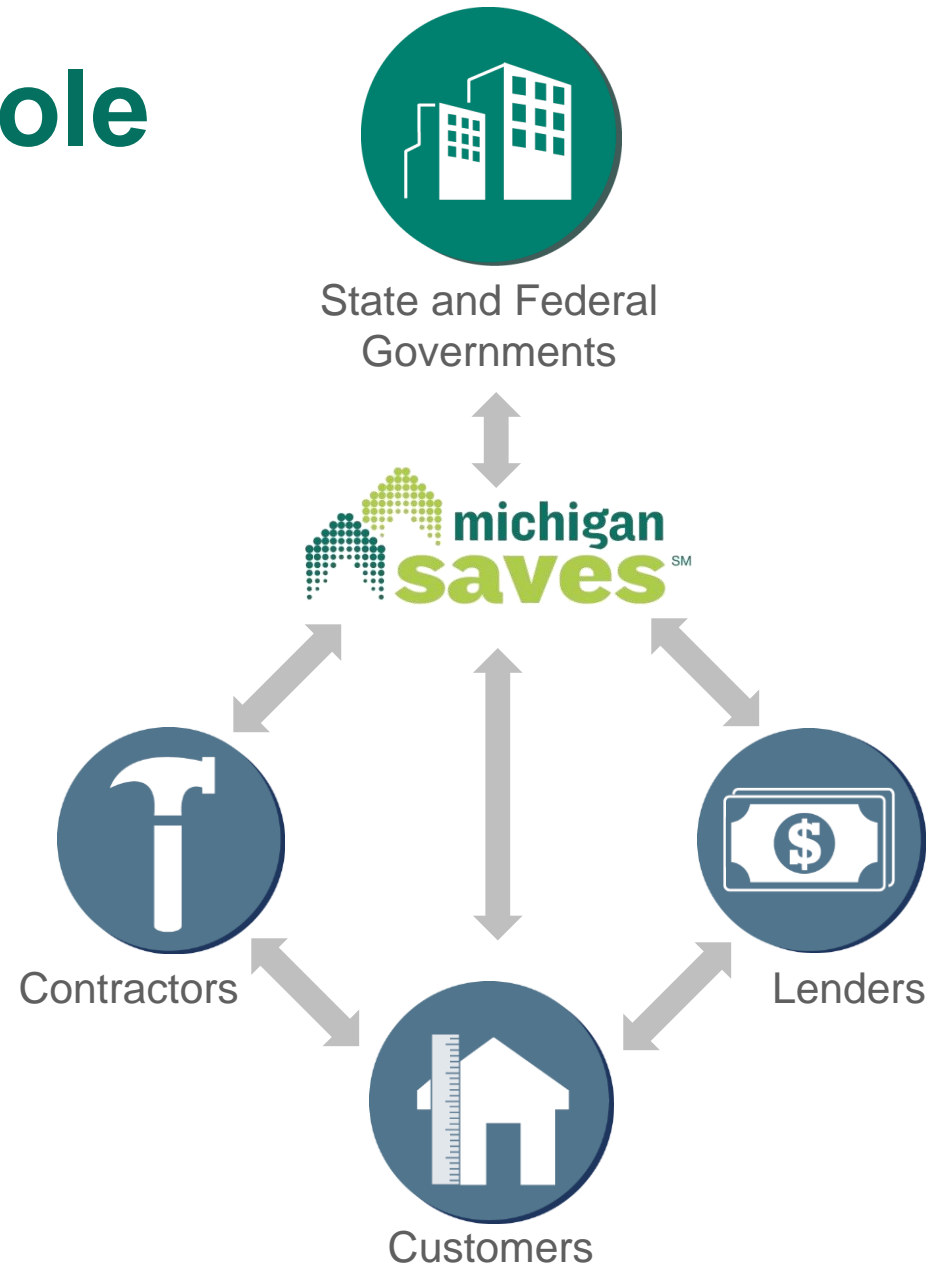 ole
State and Federal
Governments
michigan
saves SM
$
Contractors
Lenders
Customers